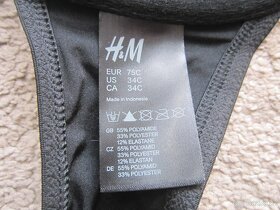 H&M
EUR 75C
US 34C
CA 34C
Made in Indonesia
GB 55% POLYAMIDE
33% POLYESTER
12% ELASTANE
CZ 55% POLYAMID
33% POLYESTER
12% ELASTAN
DE 55% POLYAMID
33% POLYESTER